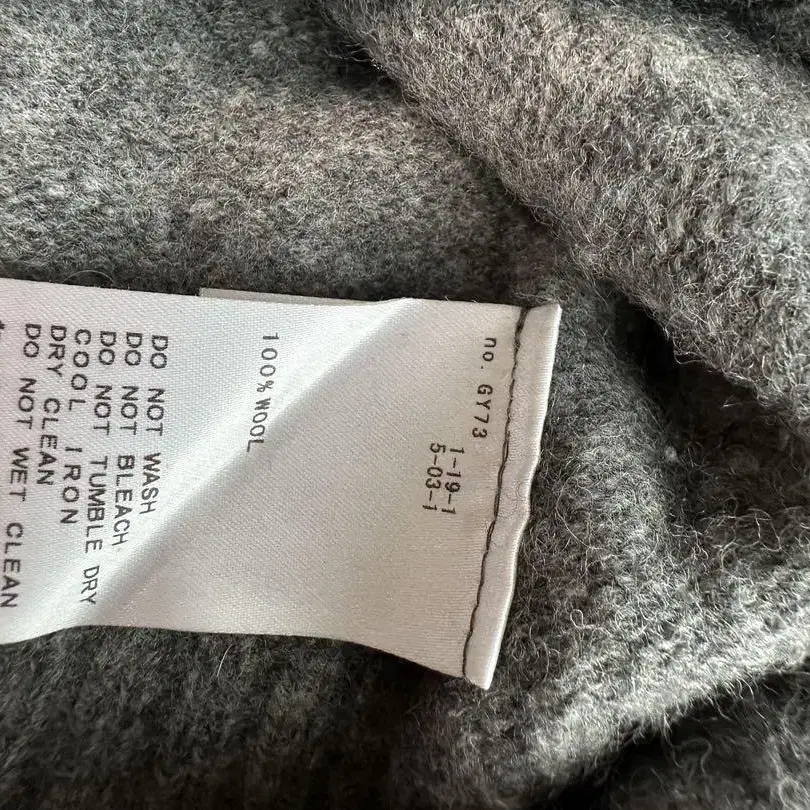 no. GY73
1-19-1
5-03-1
100% WOOL
DO NOT WASH
DO NOT BLEACH
DO NOT TUMBLE DRY
COOL IRON
DRY CLEAN
DO NOT WET CLEAN